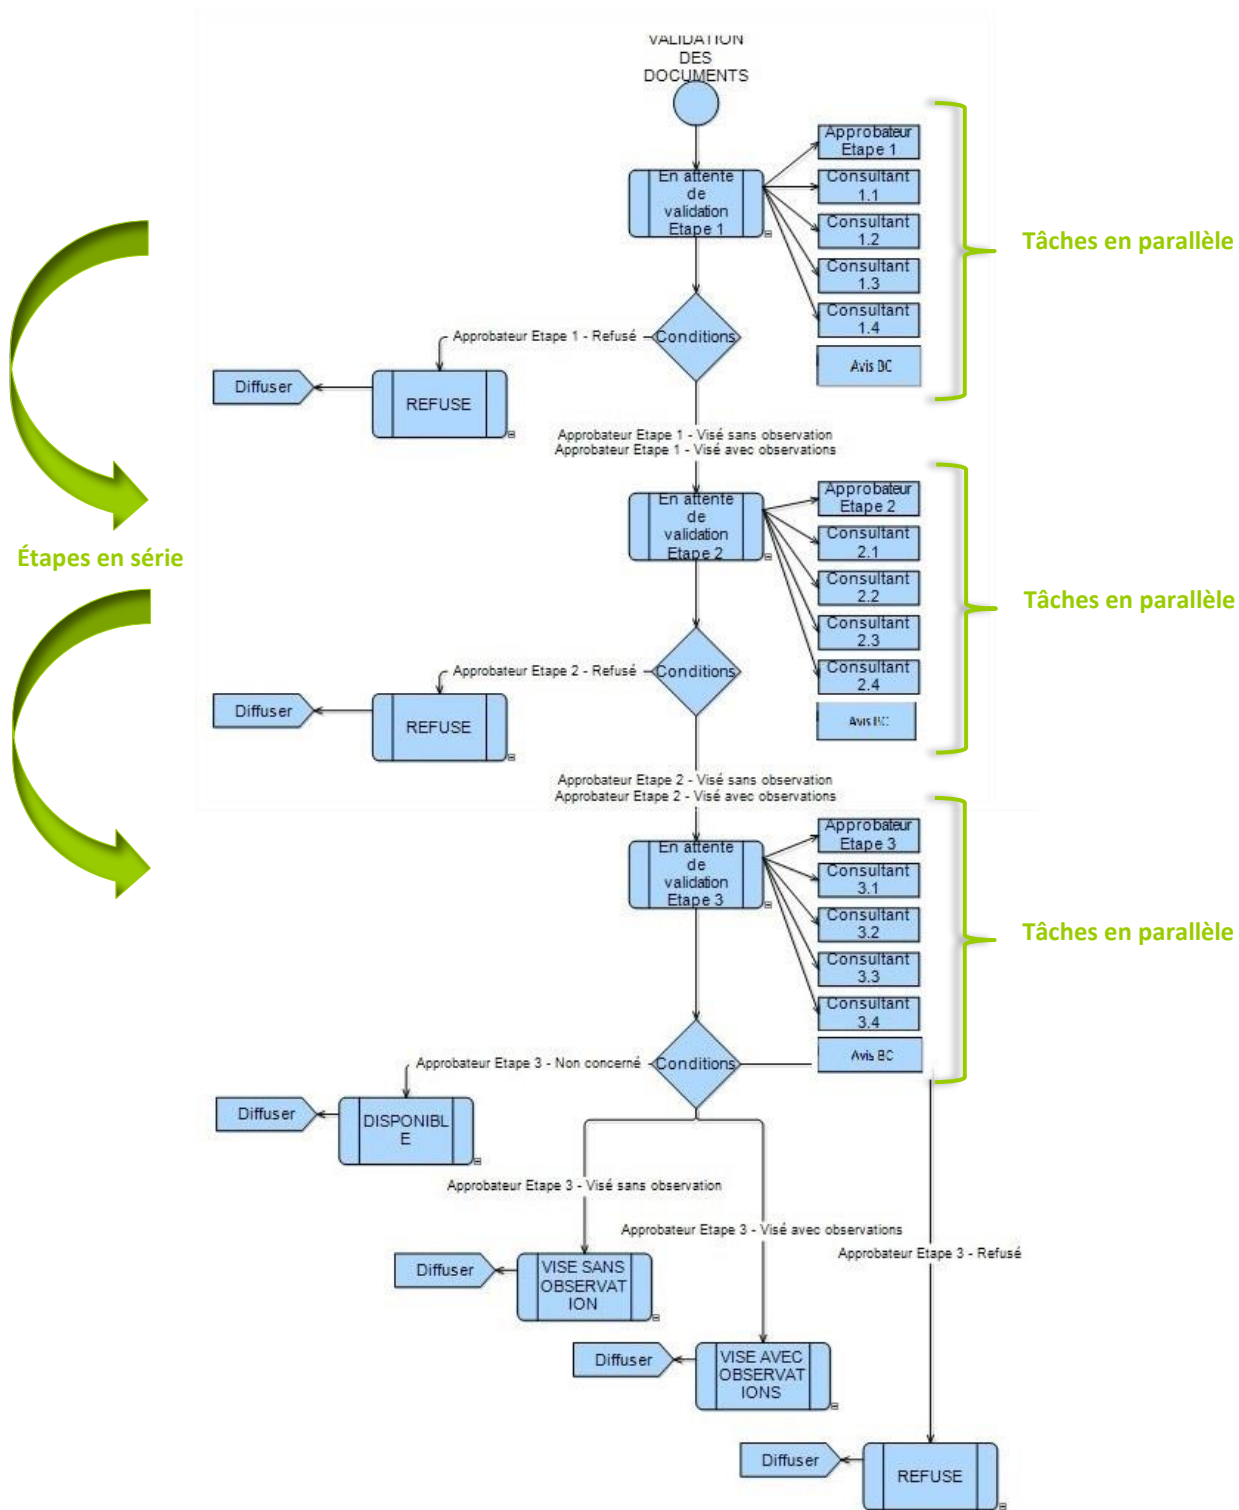 VALIDATION
DES
DOCUMENTS
En attente
de
validation
Etape 1
Approbateur
Etape 1
Consultant
1.1
Consultant
1.2
Consultant
1.3
Consultant
1.4
Avis BC
Tâches en parallèle
Conditions
Approbateur Etape 1 - Refusé
REFUSE
Diffuser
Approbateur Etape 1 - Visé sans observation
Approbateur Etape 1 - Visé avec observations
Étapes en série
En attente
de
validation
Etape 2
Approbateur
Etape 2
Consultant
2.1
Consultant
2.2
Consultant
2.3
Consultant
2.4
Avis BC
Tâches en parallèle
Conditions
Approbateur Etape 2 - Refusé
REFUSE
Diffuser
Approbateur Etape 2 - Visé sans observation
Approbateur Etape 2 - Visé avec observations
En attente
de
validation
Etape 3
Approbateur
Etape 3
Consultant
3.1
Consultant
3.2
Consultant
3.3
Consultant
3.4
Avis BC
Tâches en parallèle
Conditions
Approbateur Etape 3 - Non concerné
DISPONIBL
E
Diffuser
Approbateur Etape 3 - Visé sans observation
Approbateur Etape 3 - Visé avec observations
Approbateur Etape 3 - Refusé
VISE SANS
OBSERVAT
ION
Diffuser
VISE AVEC
OBSERVAT
IONS
Diffuser
REFUSE
Diffuser